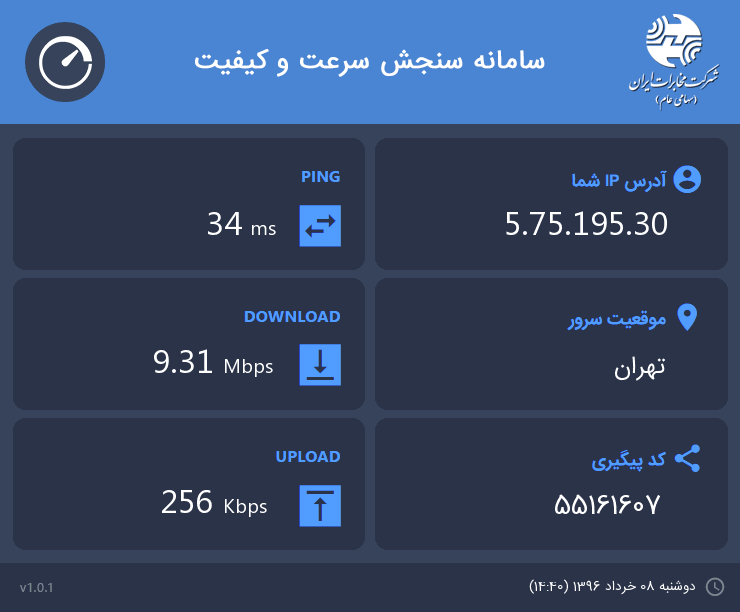 شرکت مخابرات ایران
(سهامی عام)
سامانه سنجش سرعت و کیفیت
آدرس IP شما
5.75.195.30
PING
34 ms
موقعیت سرور
تهران
DOWNLOAD
9.31 Mbps
کد پیگیری
۵۵۱۶۱۶۰۷
UPLOAD
256 Kbps
دوشنبه ۰۸ خرداد ۱۳۹۶ (۱۴:۴۰)
v1.0.1